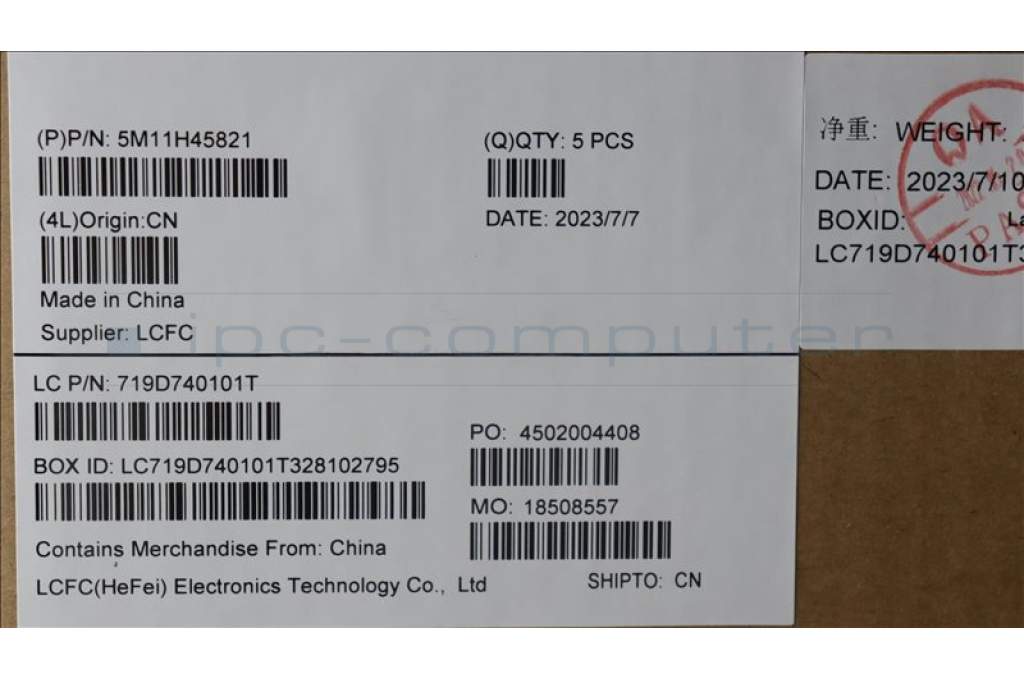 (P)P/N: 5M11H45821
(Q)QTY: 5 PCS
(4L)Origin:CN
DATE: 2023/7/7
Made in China
Supplier: LCFC
LC P/N: 719D740101T
PO: 4502004408
BOX ID: LC719D740101T328102795
MO: 18508557
Contains Merchandise From: China
LCFC(HeFei) Electronics Technology Co., Ltd
SHIPTO: CN
净重: WEIGHT:
DATE: 2023/7/10
BOXID: La
LC719D740101T3
PAS
ipc-computer